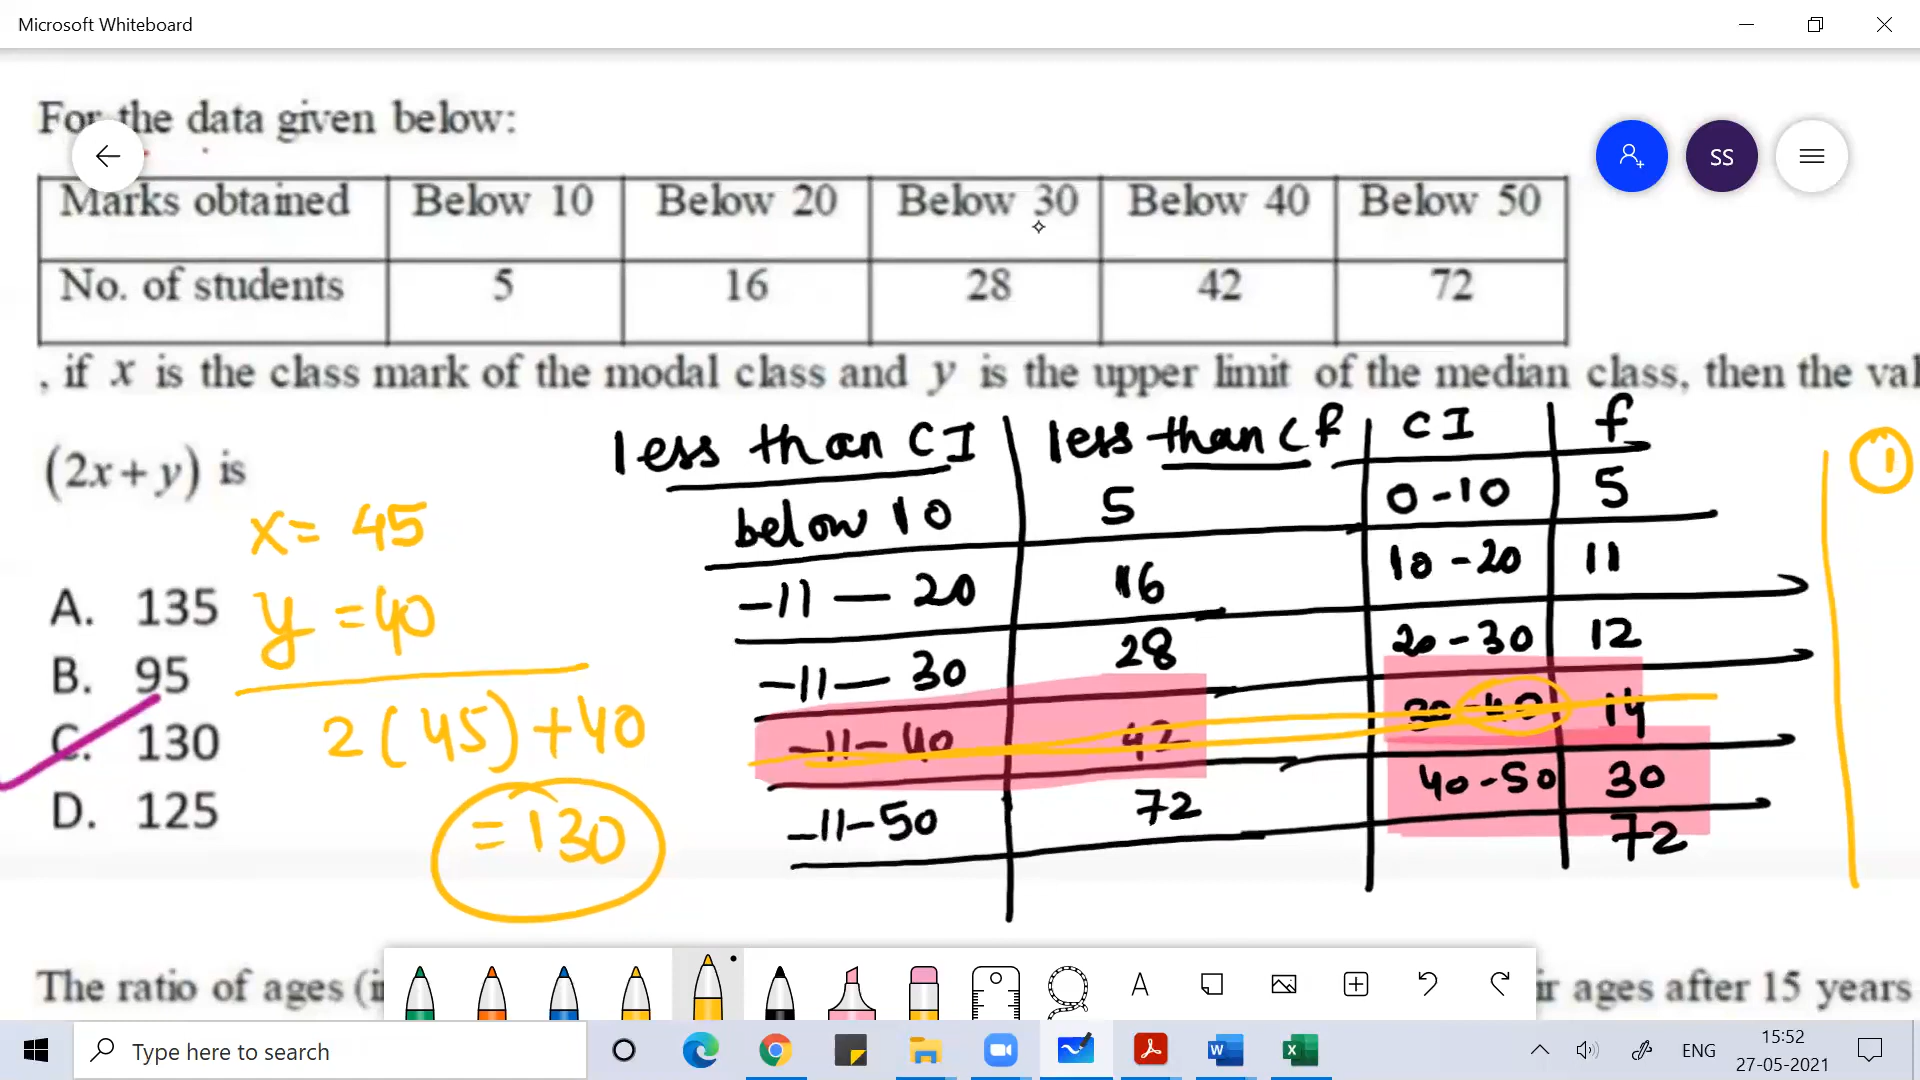 Microsoft Whiteboard
For the data given below:
SS
Marks obtained Below 10 Below 20 Below 30 Below 40 Below 50
No. of students 5 16 28 42 72
, if x is the class mark of the modal class and y is the upper limit of the median class, then the val
(2x+y) is
less than CI less than Cf CI f
below 10 5 0-10 5
-11— 20 16 10-20 11
-11— 30 28 20-30 12
-11-40 42 30-40 14
-11-50 72 40-50 30
72
1
x= 45
y =40
2(45)+40
=130
A. 135
B. 95
C. 130
D. 125
The ratio of ages (i
ir ages after 15 years
A
Type here to search
ENG
15:52
27-05-2021